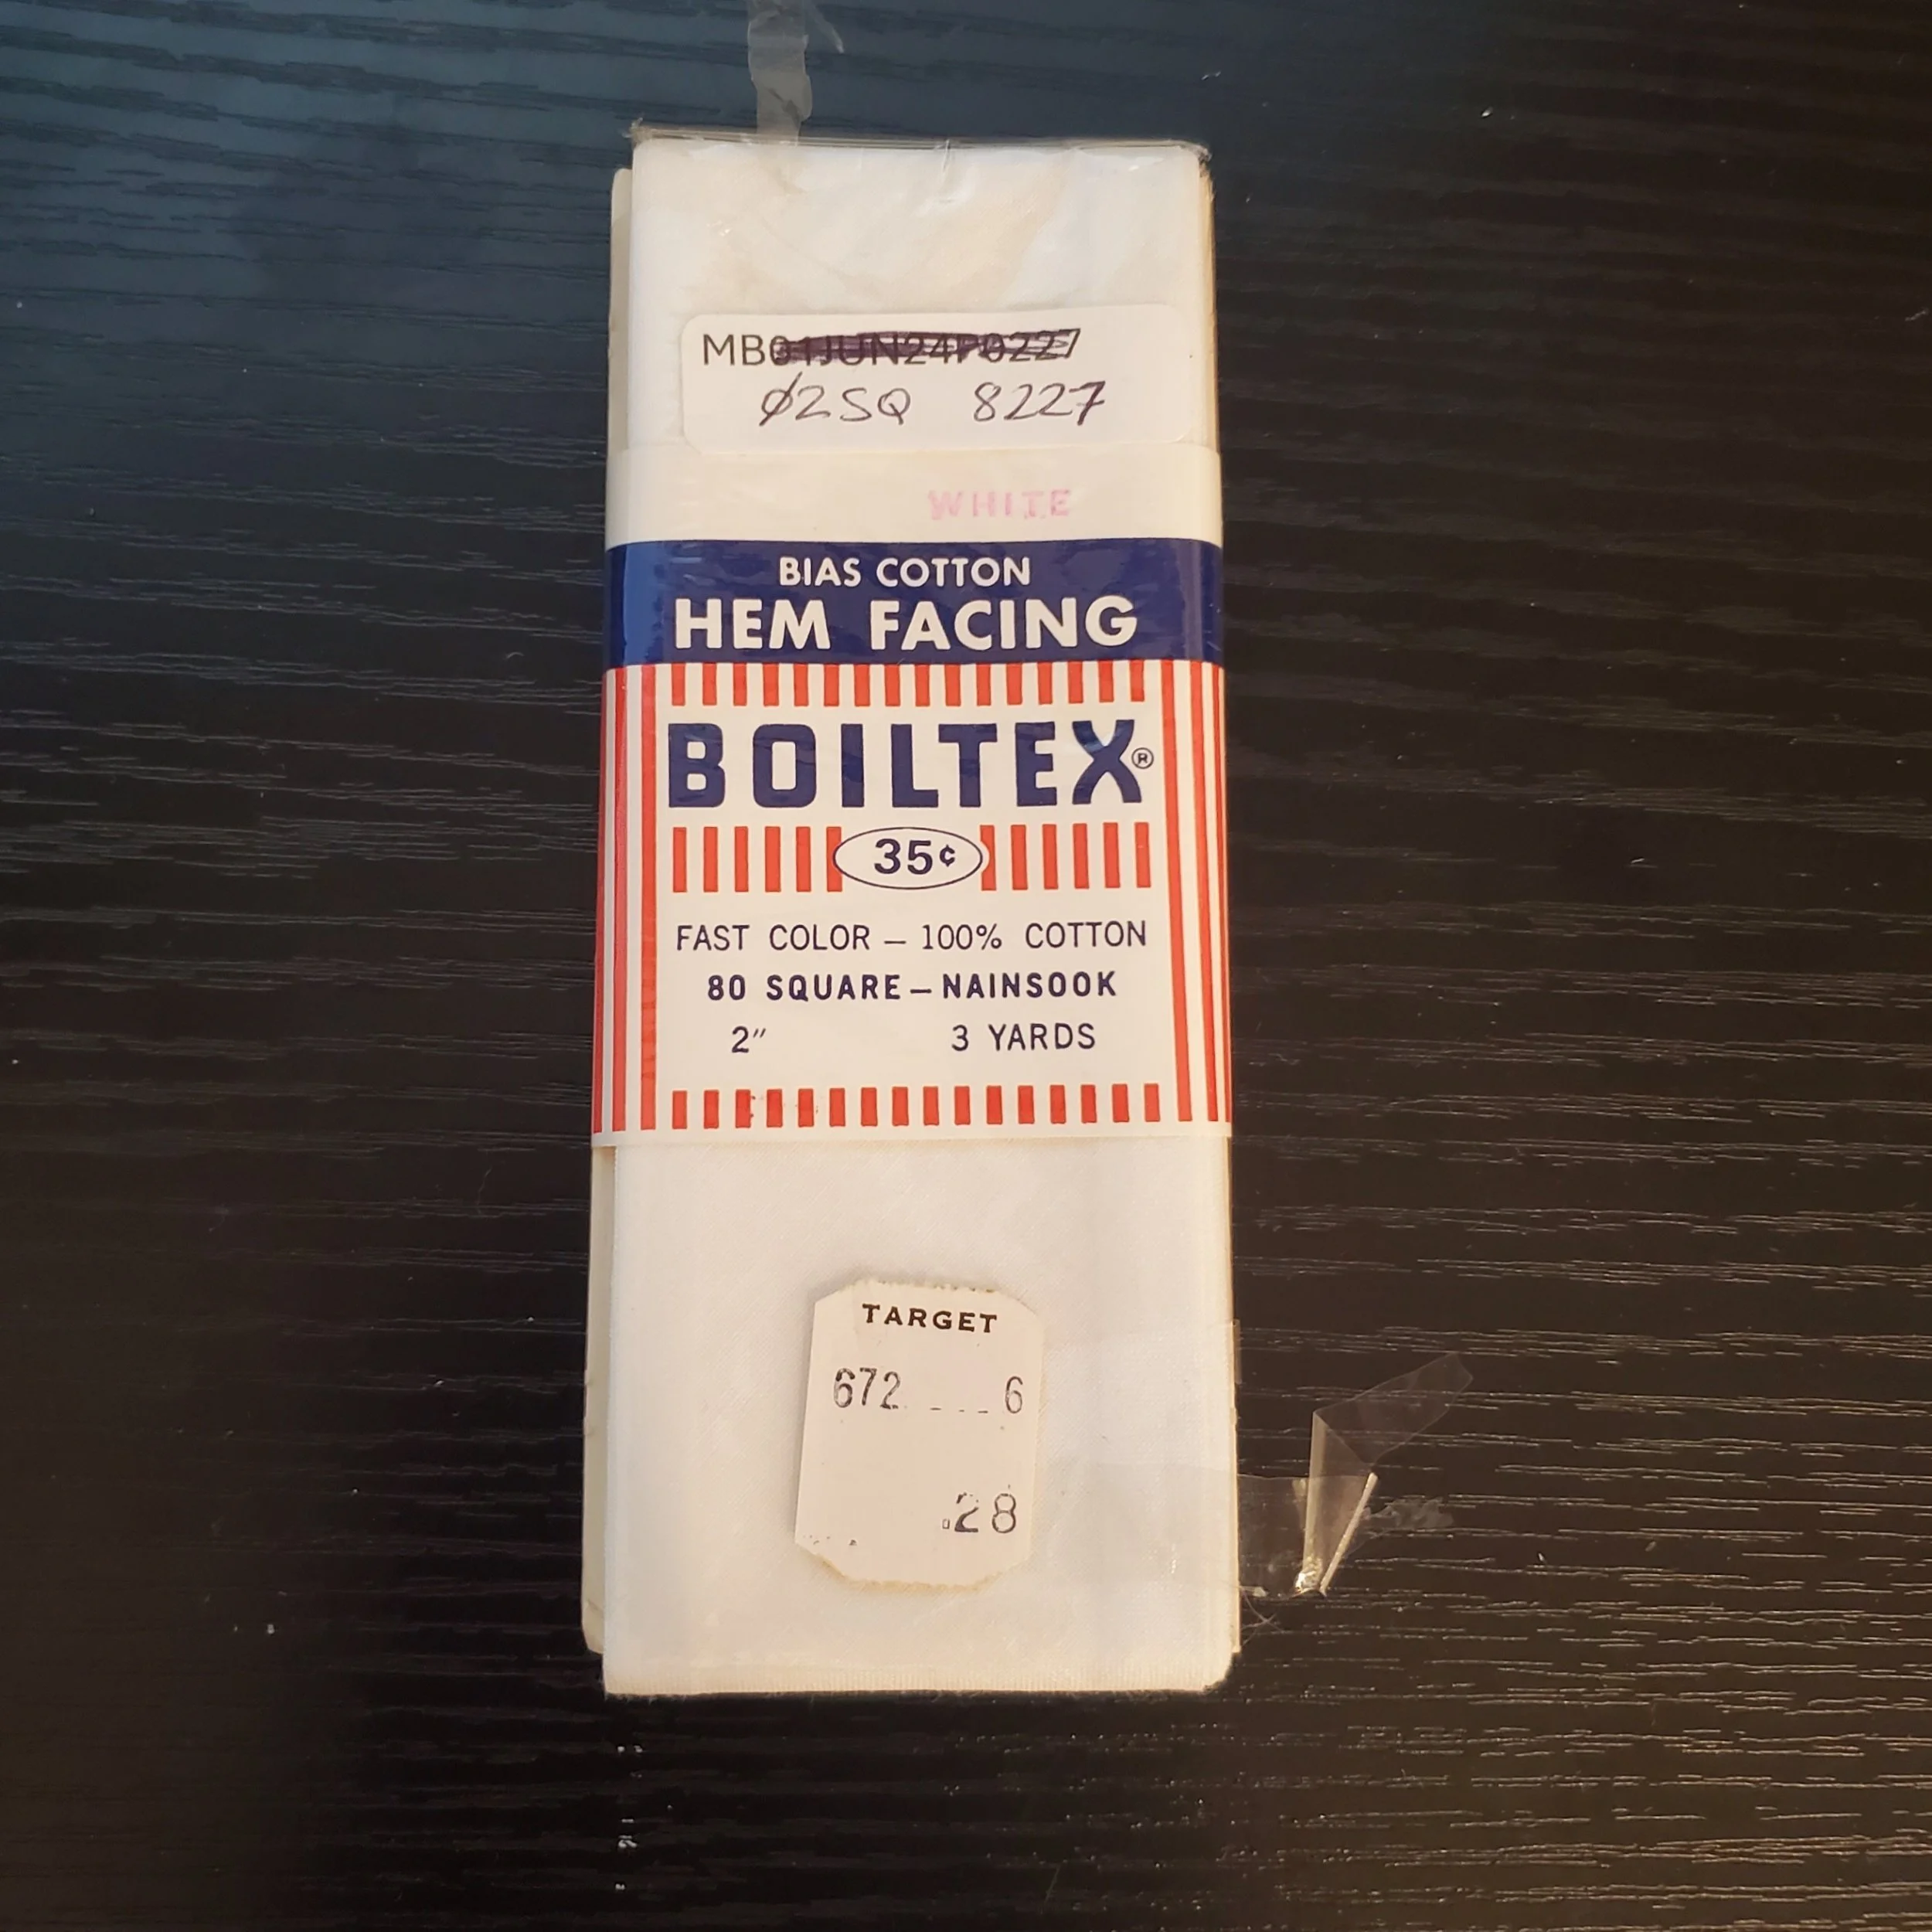 MB01JUN24P0227
Ø2SQ 8227
WHITE
BIAS COTTON
HEM FACING
BOILTEX®
35¢
FAST COLOR — 100% COTTON
80 SQUARE — NAINSOOK
2" 3 YARDS
TARGET
672 6
.28